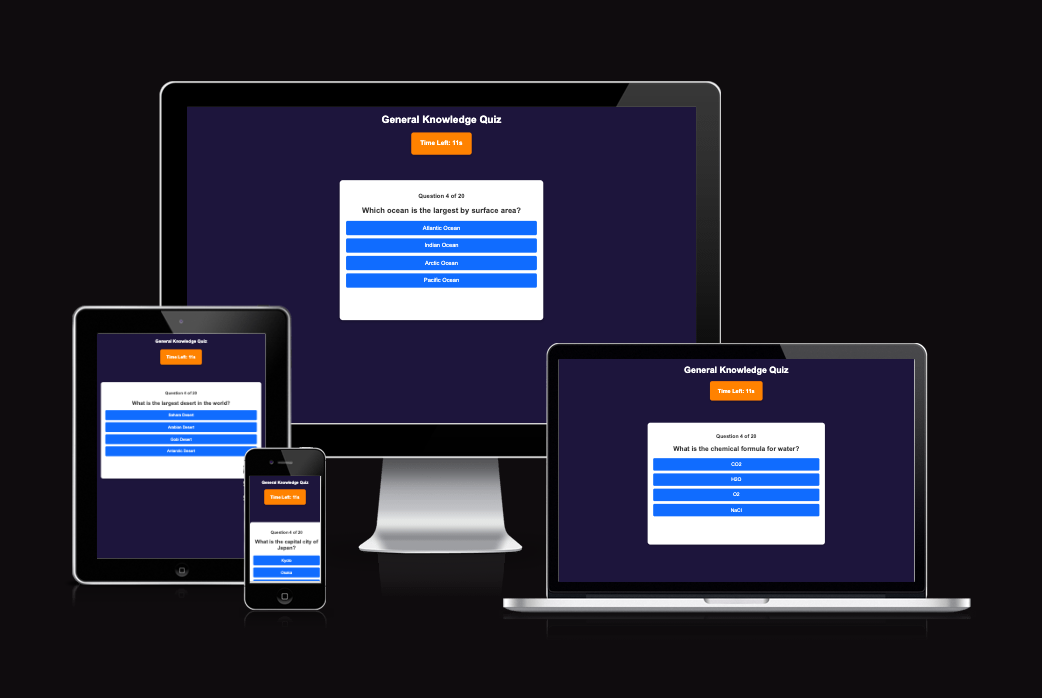 General Knowledge Quiz
Time Left: 11s
Question 4 of 20
Which ocean is the largest by surface area?
Atlantic Ocean
Indian Ocean
Arctic Ocean
Pacific Ocean
General Knowledge Quiz
Time Left: 11s
Question 4 of 20
What is the largest desert in the world?
Sahara Desert
Arabian Desert
Gobi Desert
Antarctic Desert
General Knowledge Quiz
Time Left: 11s
Question 4 of 20
What is the capital city of
Japan?
Kyoto
Osaka
General Knowledge Quiz
Time Left: 11s
Question 4 of 20
What is the chemical formula for water?
CO2
H2O
O2
NaCl